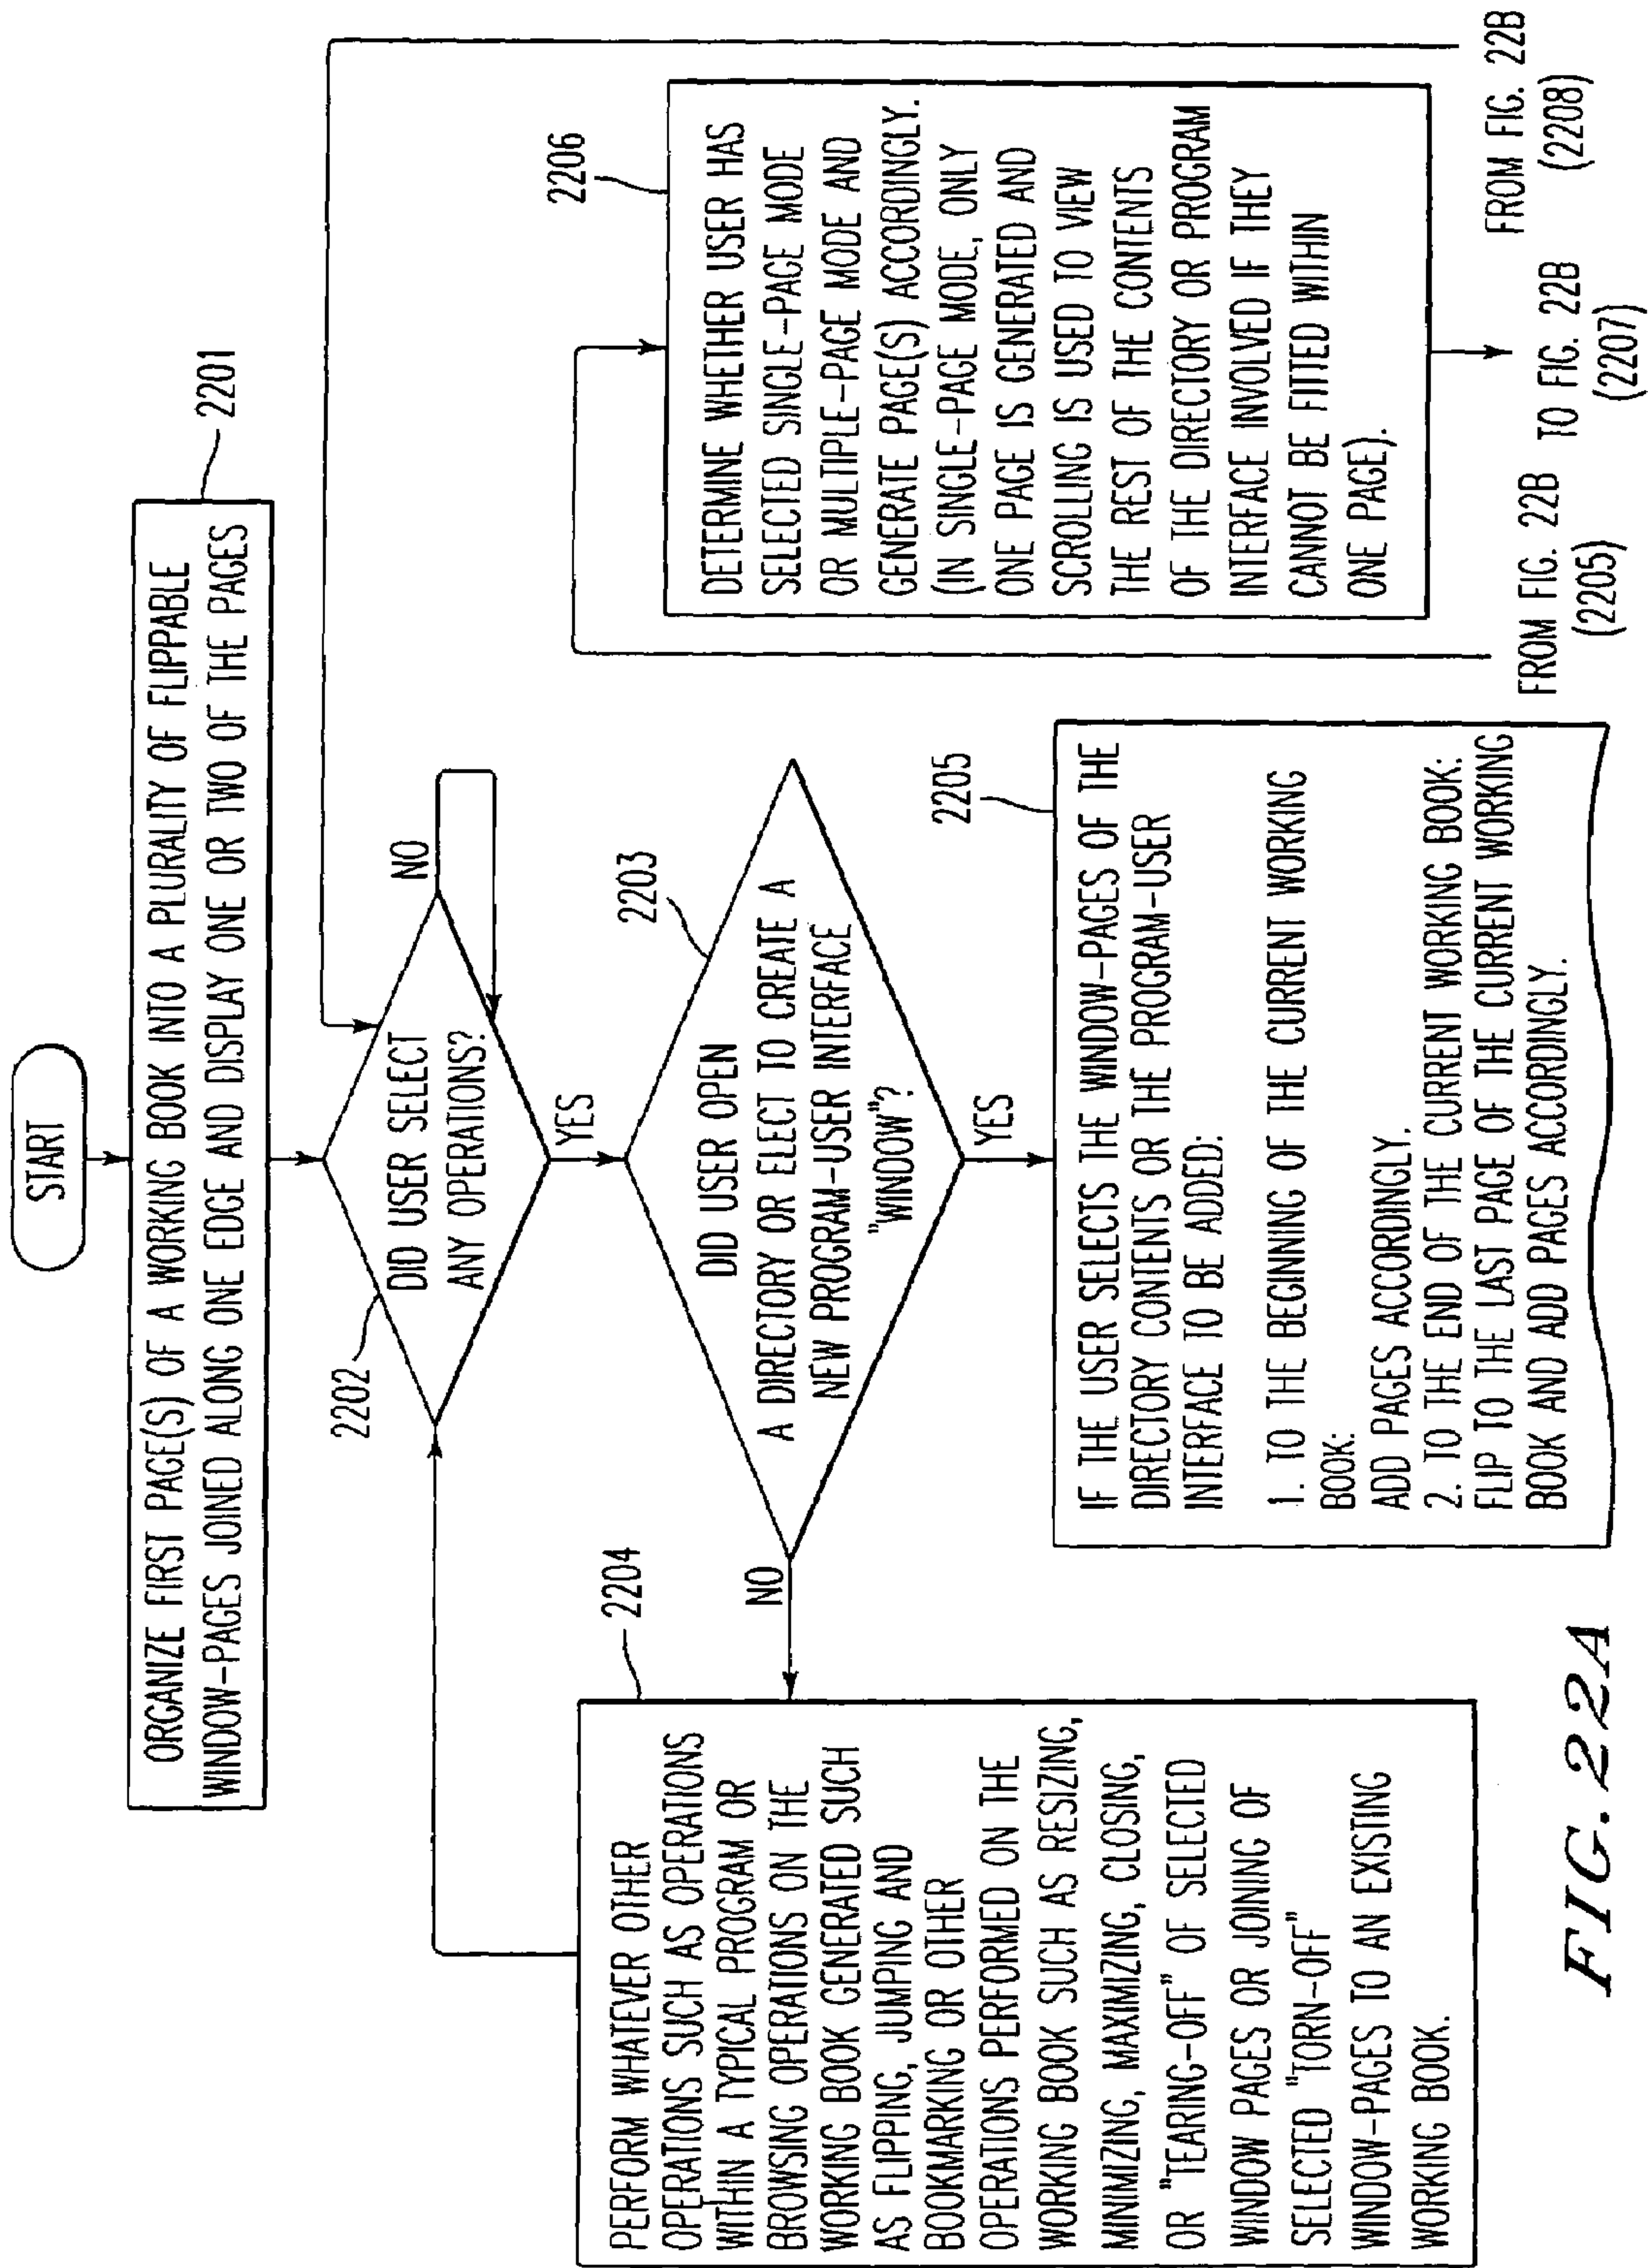 START
2201
ORGANIZE FIRST PAGE(S) OF A WORKING BOOK INTO A PLURALITY OF FLIPPABLE
WINDOW-PAGES JOINED ALONG ONE EDGE AND DISPLAY ONE OR TWO OF THE PAGES
2202
DID USER SELECT
ANY OPERATIONS?
NO
YES
2203
DID USER OPEN
A DIRECTORY OR ELECT TO CREATE A
NEW PROGRAM-USER INTERFACE
"WINDOW"?
NO
YES
2204
PERFORM WHATEVER OTHER
OPERATIONS SUCH AS OPERATIONS
WITHIN A TYPICAL PROGRAM OR
BROWSING OPERATIONS ON THE
WORKING BOOK GENERATED SUCH
AS FLIPPING, JUMPING AND
BOOKMARKING OR OTHER
OPERATIONS PERFORMED ON THE
WORKING BOOK SUCH AS RESIZING,
MINIMIZING, MAXIMIZING, CLOSING,
OR "TEARING-OFF" OF SELECTED
WINDOW PAGES OR JOINING OF
SELECTED "TORN-OFF"
WINDOW-PAGES TO AN EXISTING
WORKING BOOK.
2205
IF THE USER SELECTS THE WINDOW-PAGES OF THE
DIRECTORY CONTENTS OR THE PROGRAM-USER
INTERFACE TO BE ADDED:
1. TO THE BEGINNING OF THE CURRENT WORKING
BOOK:
ADD PAGES ACCORDINGLY.
2. TO THE END OF THE CURRENT WORKING BOOK:
FLIP TO THE LAST PAGE OF THE CURRENT WORKING
BOOK AND ADD PAGES ACCORDINGLY.
2206
DETERMINE WHETHER USER HAS
SELECTED SINGLE-PAGE MODE
OR MULTIPLE-PAGE MODE AND
GENERATE PAGE(S) ACCORDINGLY.
(IN SINGLE-PAGE MODE, ONLY
ONE PAGE IS GENERATED AND
SCROLLING IS USED TO VIEW
THE REST OF THE CONTENTS
OF THE DIRECTORY OR PROGRAM
INTERFACE INVOLVED IF THEY
CANNOT BE FITTED WITHIN
ONE PAGE).
FROM FIG. 22B
(2205)
TO FIG. 22B
(2207)
FROM FIG. 22B
(2208)
FIG. 22A